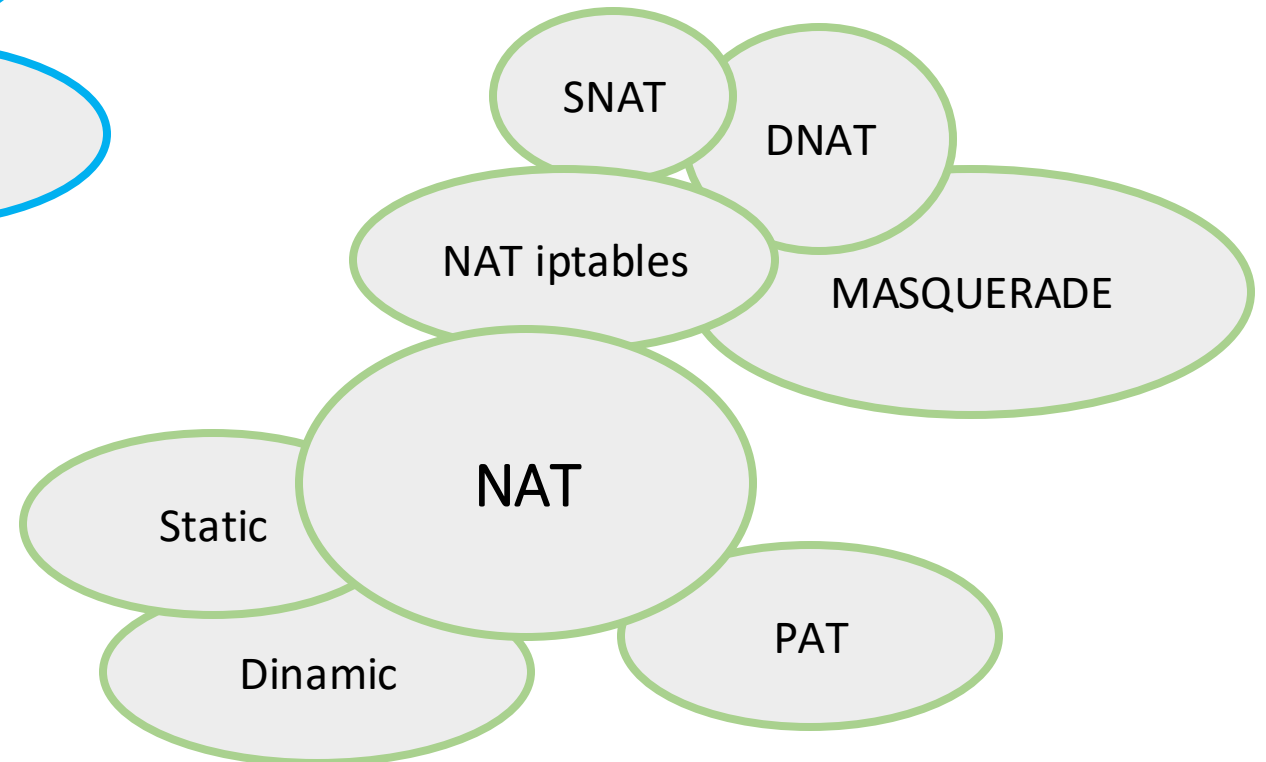 SNAT
DNAT
NAT iptables
MASQUERADE
NAT
Static
PAT
Dinamic